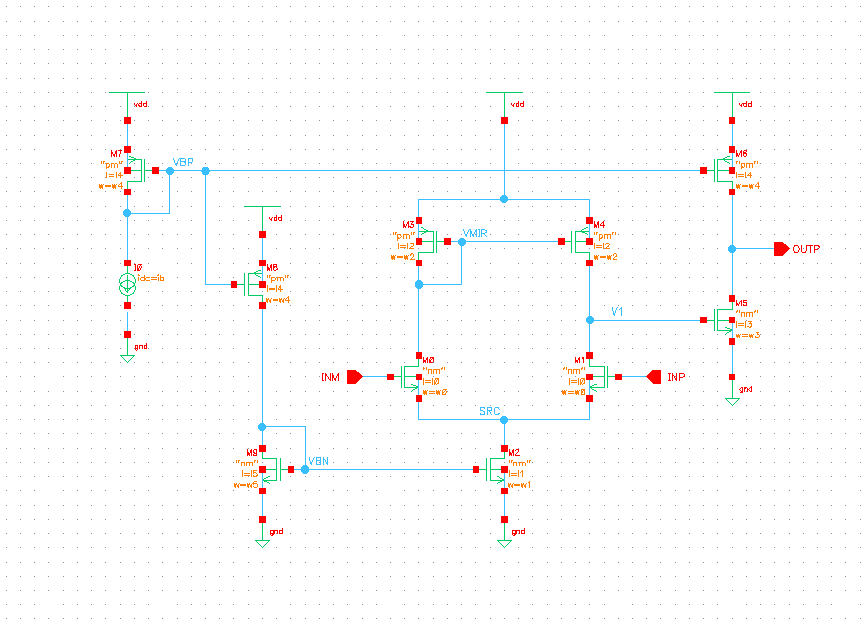 vdd
vdd
vdd
M7
"pm"
l=l4
w=w4
VBP
M6
"pm"
l=l4
w=w4
vdd
M3
"pm"
l=l2
w=w2
VMIR
M4
"pm"
l=l2
w=w2
OUTP
I0
idc=ib
M8
"pm"
l=l4
w=w4
V1
M5
"nm"
l=l3
w=w3
gnd
INM
M0
"nm"
l=l0
w=w0
M1
"nm"
l=l0
w=w0
INP
gnd
SRC
M9
"nm"
l=l5
w=w5
VBN
M2
"nm"
l=l1
w=w1
gnd
gnd